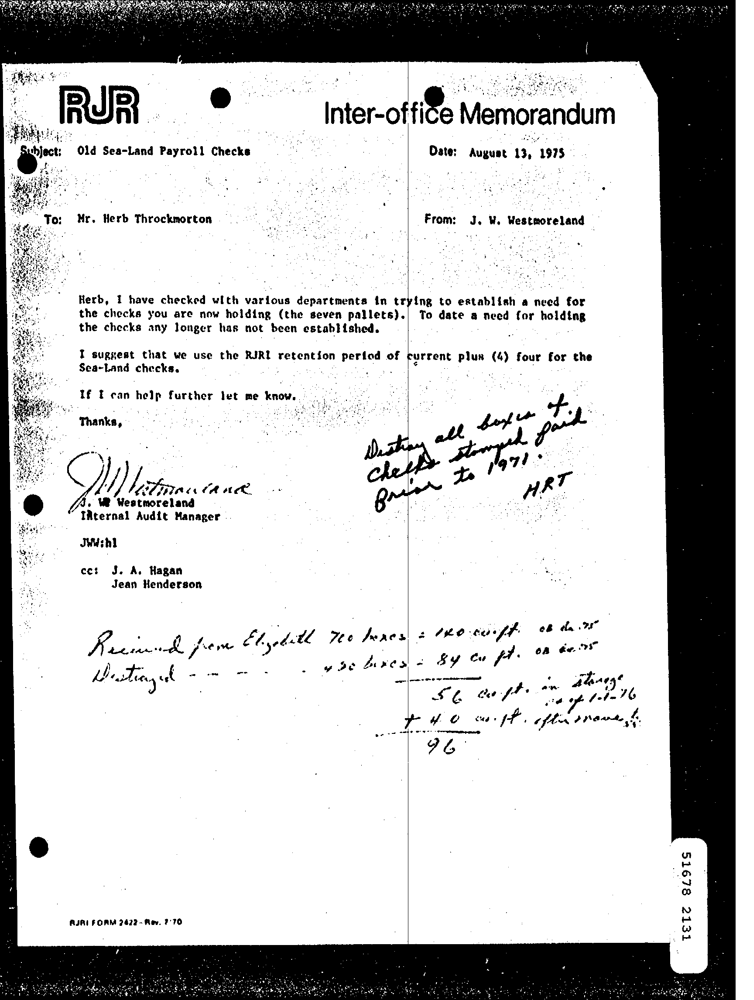 RJR
Inter-office Memorandum
Subject: Old Sea-Land Payroll Checks
Date: August 13, 1975
To: Mr. Herb Throckmorton
From: J. W. Westmoreland
Herb, I have checked with various departments in trying to establish a need for
the checks you are now holding (the seven pallets). To date a need for holding
the checks any longer has not been established.
I suggest that we use the RJRI retention period of current plus (4) four for the
Sea-Land checks.
If I can help further let me know.
Thanks,
Destroy all boxes of
checks stamped paid
prior to 1971.
HRT
JW Westmoreland
J. W. Westmoreland
Internal Audit Manager
JWW:hl
cc: J. A. Hagan
Jean Henderson
Received from Elizabeth 700 boxes = 140 cu. ft.
Destroyed - - - - 420 boxes = 84 cu ft.
56 cu. ft. in storage
as of 1-1-76
+ 40 cu. ft. after
96
RJRI FORM 2422 - Rev. 7/70
51678 2131